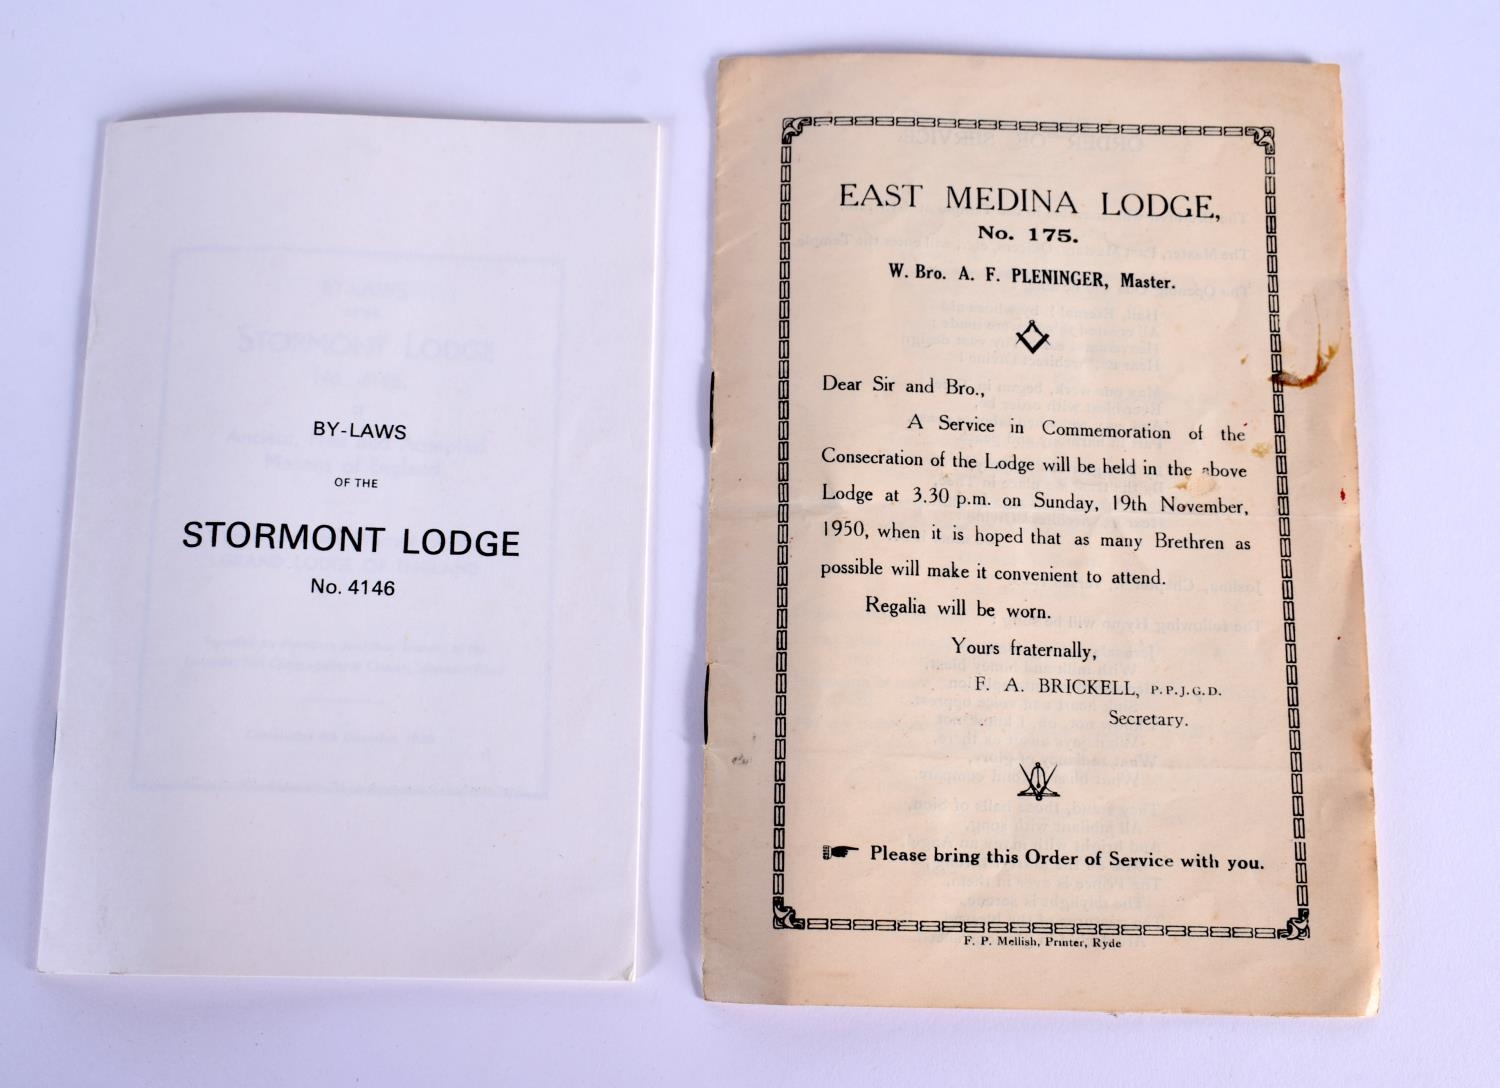 BY-LAWS
OF THE
STORMONT LODGE
No. 4146
EAST MEDINA LODGE,
No. 175.
W. Bro. A. F. PLENINGER, Master.
Dear Sir and Bro.,
A Service in Commemoration of the
Consecration of the Lodge will be held in the above
Lodge at 3.30 p.m. on Sunday, 19th November,
1950, when it is hoped that as many Brethren as
possible will make it convenient to attend.
Regalia will be worn.
Yours fraternally,
F. A. BRICKELL, P.P.J.G.D.
Secretary.
Please bring this Order of Service with you.
F. P. Mellish, Printer, Ryde